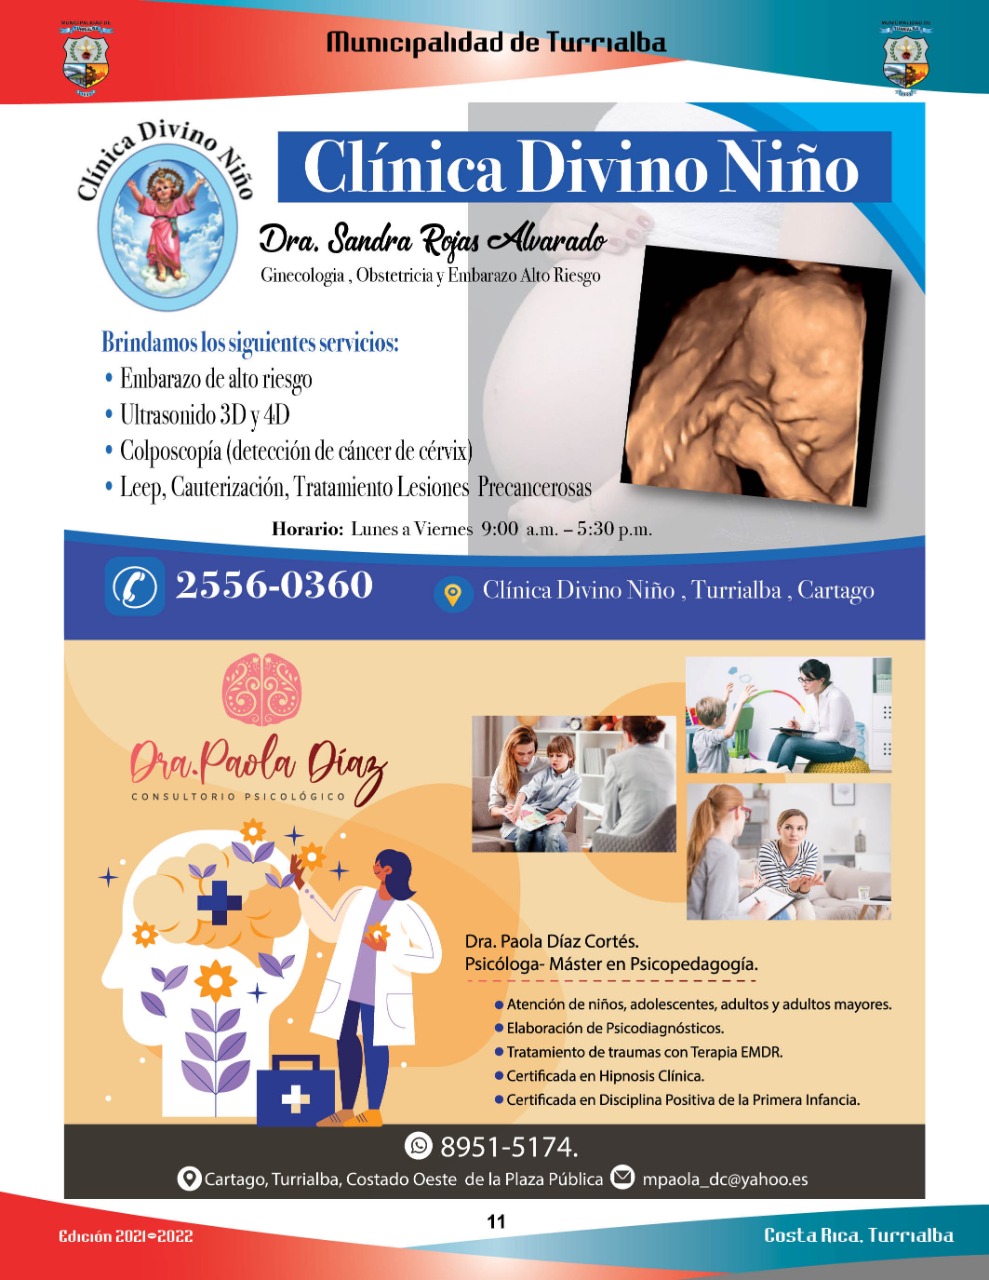 MUNICIPALIDAD DE
TURRIALBA
Municipalidad de Turrialba
MUNICIPALIDAD DE
TURRIALBA
Clínica Divino Niño
Clínica Divino Niño
Dra. Sandra Rojas Alvarado
Ginecologia , Obstetricia y Embarazo Alto Riesgo
Brindamos los siguientes servicios:
• Embarazo de alto riesgo
• Ultrasonido 3D y 4D
• Colposcopía (detección de cáncer de cérvix)
• Leep, Cauterización, Tratamiento Lesiones Precancerosas
Horario: Lunes a Viernes 9:00 a.m. – 5:30 p.m.
2556-0360
Clínica Divino Niño , Turrialba , Cartago
Dra. Paola Díaz
CONSULTORIO PSICOLÓGICO
Dra. Paola Díaz Cortés.
Psicóloga- Máster en Psicopedagogía.
• Atención de niños, adolescentes, adultos y adultos mayores.
• Elaboración de Psicodiagnósticos.
• Tratamiento de traumas con Terapia EMDR.
• Certificada en Hipnosis Clínica.
• Certificada en Disciplina Positiva de la Primera Infancia.
8951-5174.
Cartago, Turrialba, Costado Oeste de la Plaza Pública
mpaola_dc@yahoo.es
11
Edición 2021-2022
Costa Rica, Turrialba